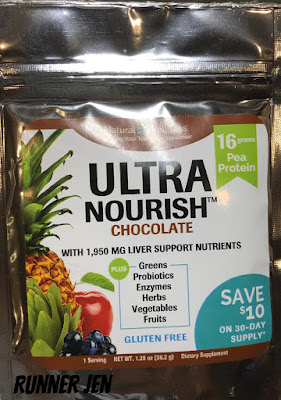 Natural Wellness
16 grams
Pea
Protein
ULTRA
NOURISH™
CHOCOLATE
WITH 1,950 MG LIVER SUPPORT NUTRIENTS
PLUS
Greens
Probiotics
Enzymes
Herbs
Vegetables
Fruits
GLUTEN FREE
SAVE
$10
ON 30-DAY
SUPPLY*
1 Serving NET WT. 1.28 oz (36.2g) Dietary Supplement
RUNNER JEN